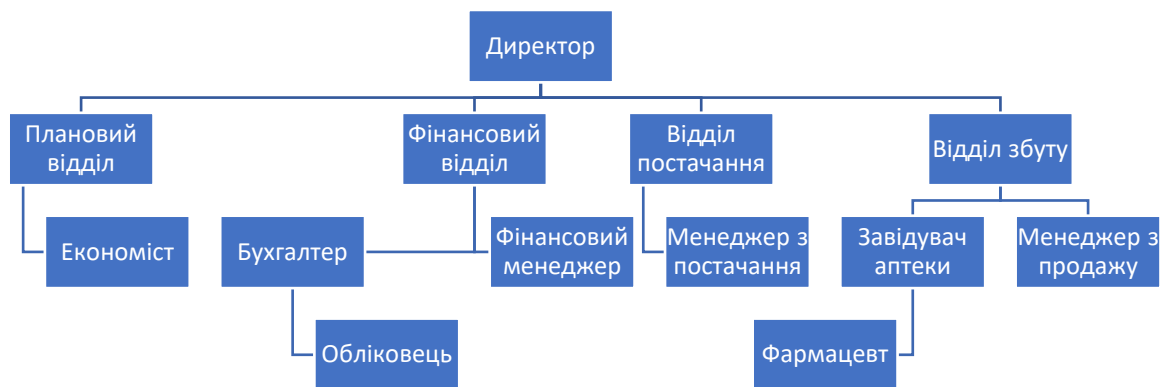 Директор
Плановий
відділ
Фінансовий
відділ
Відділ
постачання
Відділ збуту
Економіст
Бухгалтер
Фінансовий
менеджер
Менеджер з
постачання
Завідувач
аптеки
Менеджер з
продажу
Обліковець
Фармацевт